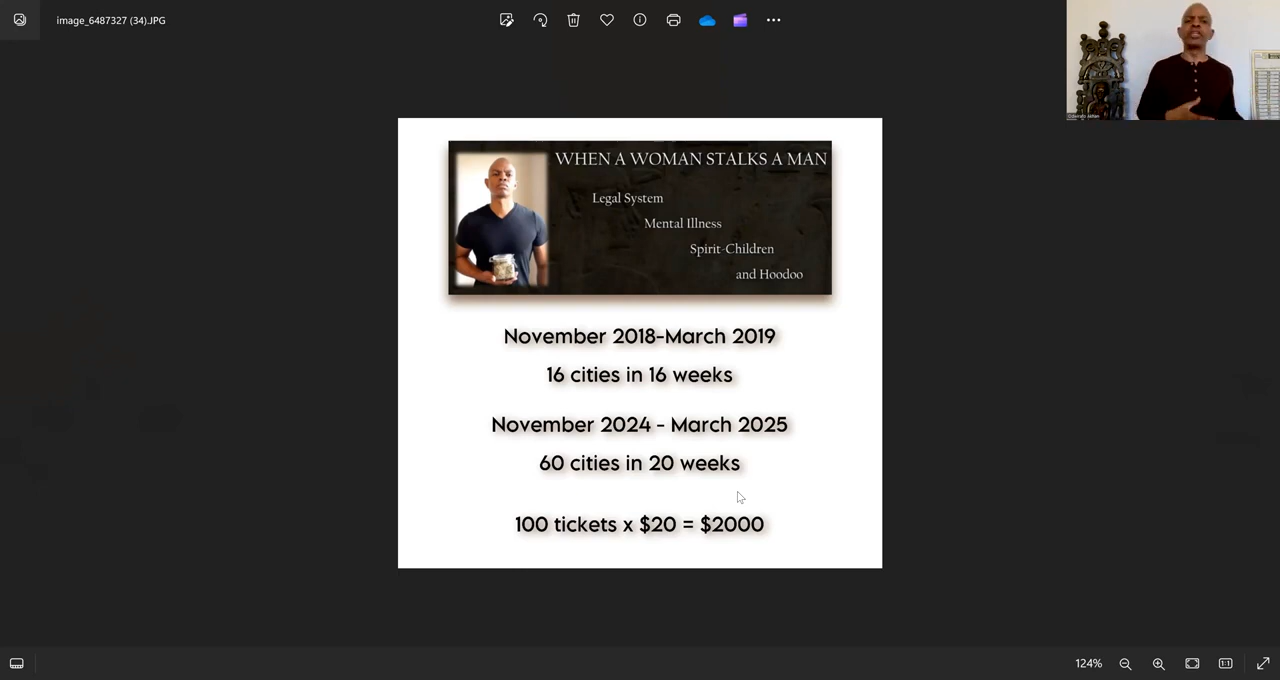 image_6487327 (34).JPG
WHEN A WOMAN STALKS A MAN
Legal System
Mental Illness
Spirit-Children
and Hoodoo
November 2018-March 2019
16 cities in 16 weeks
November 2024 - March 2025
60 cities in 20 weeks
100 tickets x $20 = $2000
124%
1:1